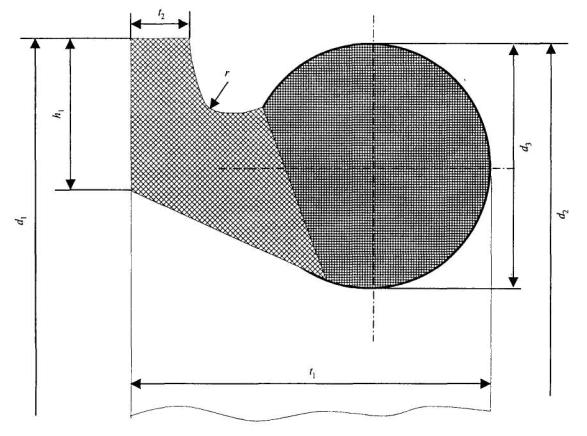 t₂
r
h₁
d₁
d₃
d₂
t₁